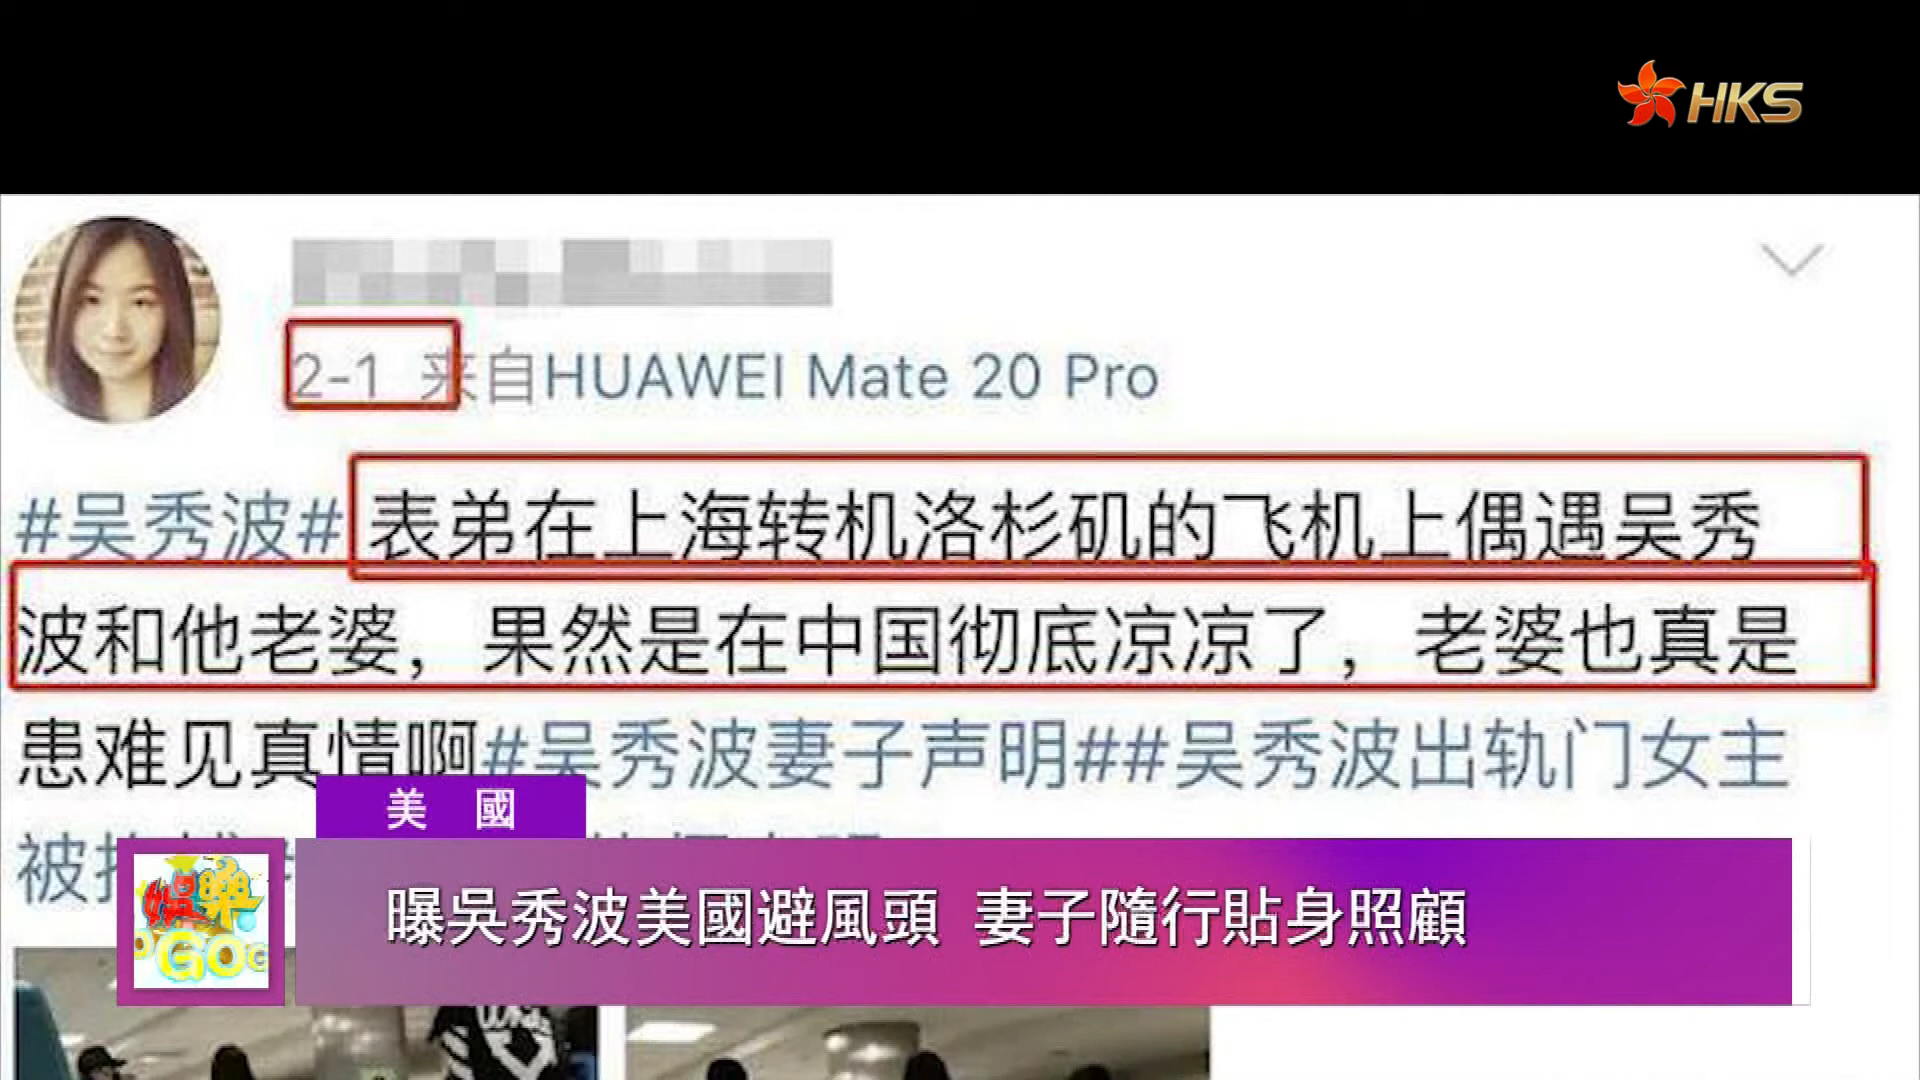 HKS
2-1 来自HUAWEI Mate 20 Pro
#吴秀波#表弟在上海转机洛杉矶的飞机上偶遇吴秀
波和他老婆，果然是在中国彻底凉凉了，老婆也真是
患难见真情啊#吴秀波妻子声明##吴秀波出轨门女主
被
美國
娛樂
GOGO
曝吳秀波美國避風頭 妻子隨行貼身照顧